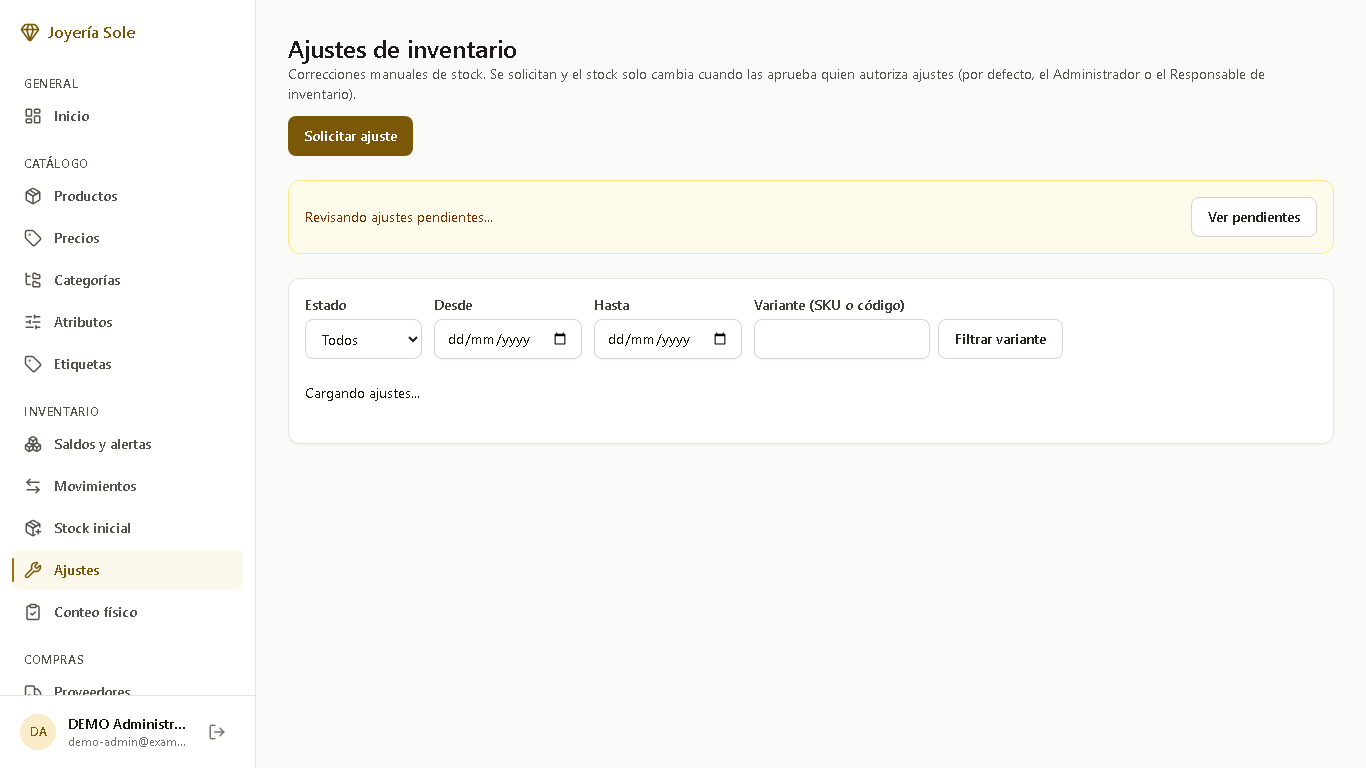 Joyería Sole
GENERAL
Inicio
CATÁLOGO
Productos
Precios
Categorías
Atributos
Etiquetas
INVENTARIO
Saldos y alertas
Movimientos
Stock inicial
Ajustes
Conteo físico
COMPRAS
Proveedores
DA
DEMO Administr...
demo-admin@exam...
Ajustes de inventario
Correcciones manuales de stock. Se solicitan y el stock solo cambia cuando las aprueba quien autoriza ajustes (por defecto, el Administrador o el Responsable de
inventario).
Solicitar ajuste
Revisando ajustes pendientes...
Ver pendientes
Estado
Desde
Hasta
Variante (SKU o código)
Todos
dd/mm/yyyy
dd/mm/yyyy
Filtrar variante
Cargando ajustes...